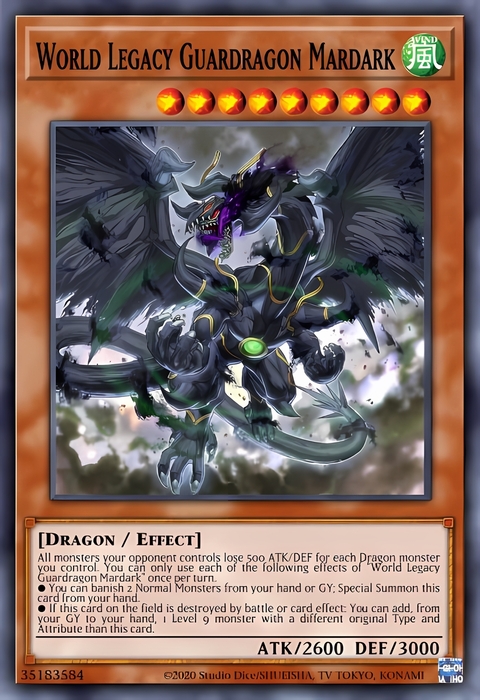 World Legacy Guardragon Mardark
WIND
風
[Dragon / Effect]
All monsters your opponent controls lose 500 ATK/DEF for each Dragon monster
you control. You can only use each of the following effects of "World Legacy
Guardragon Mardark" once per turn.
● You can banish 2 Normal Monsters from your hand or GY; Special Summon this
card from your hand.
● If this card on the field is destroyed by battle or card effect: You can add, from
your GY to your hand, 1 Level 9 monster with a different original Type and
Attribute than this card.
ATK/2600 DEF/3000
35183584 ©2020 Studio Dice/SHUEISHA, TV TOKYO, KONAMI